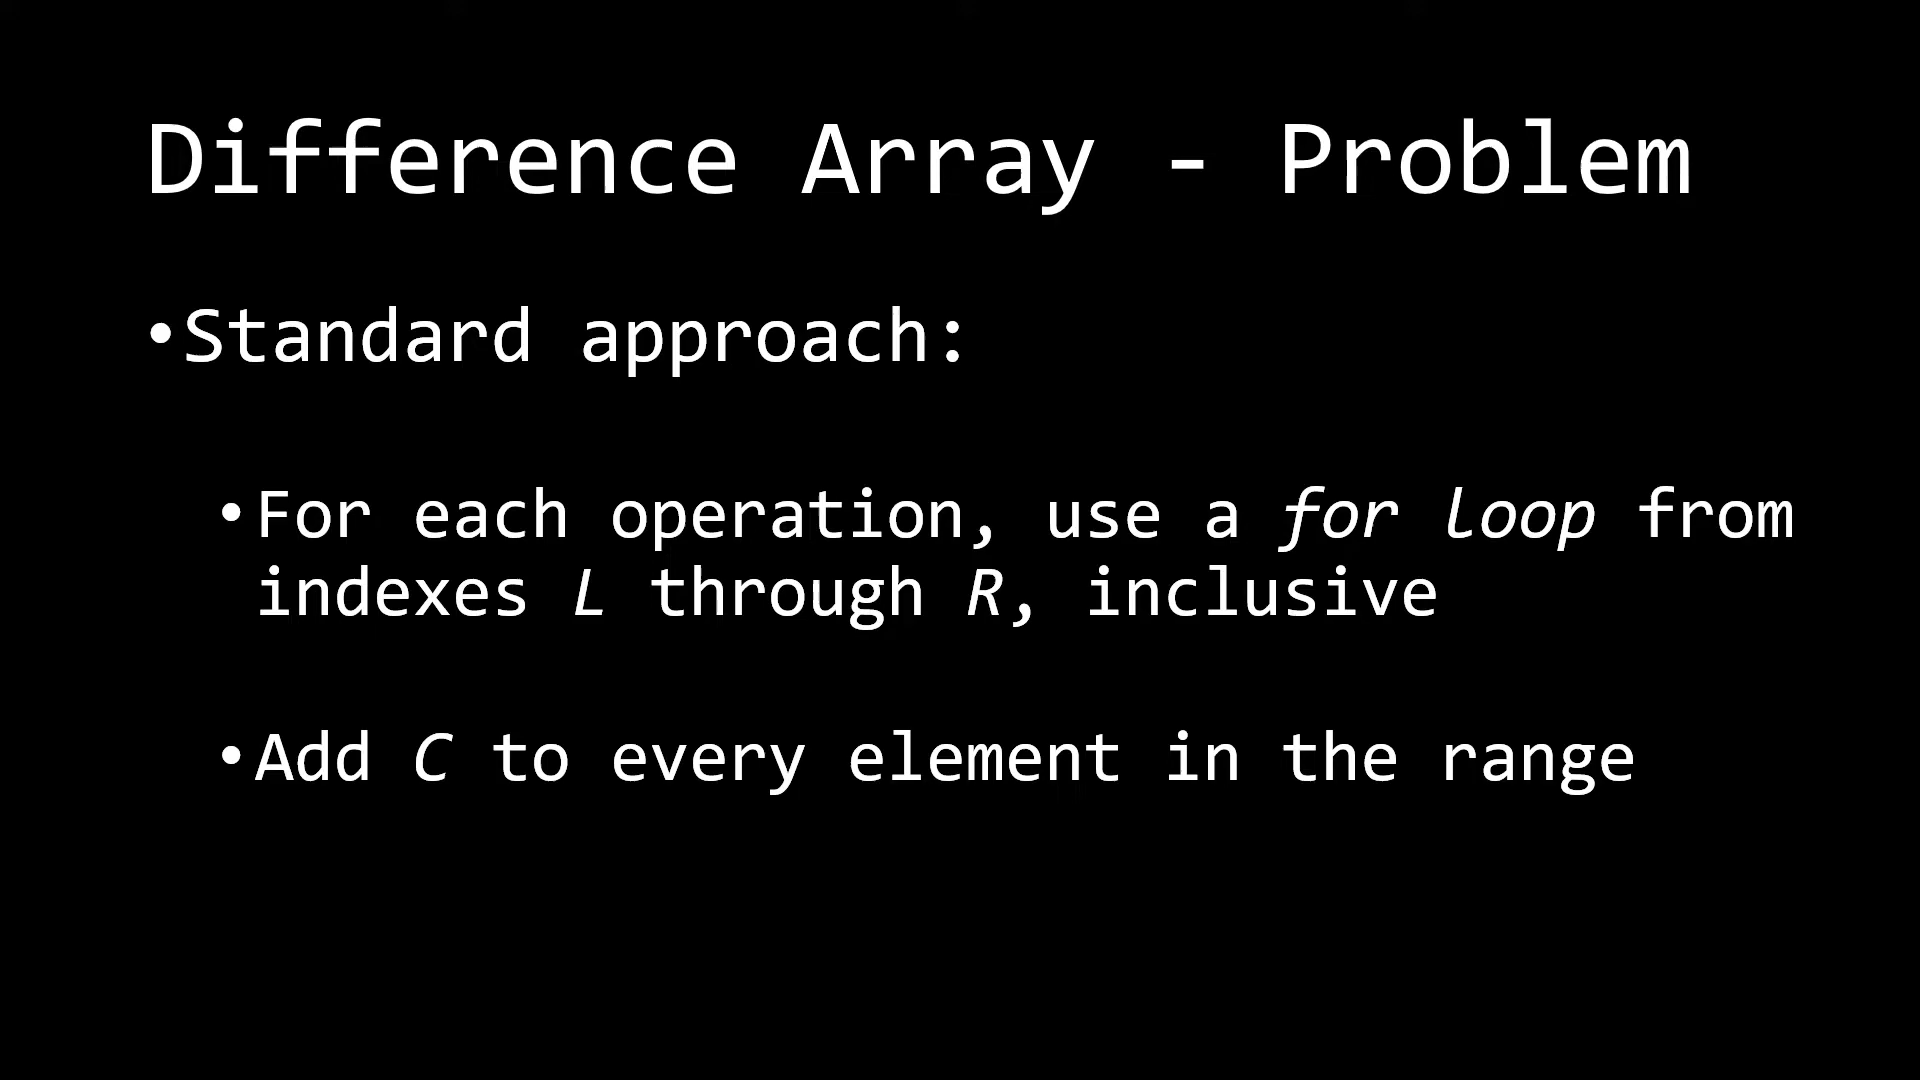 Difference Array - Problem
•Standard approach:
•For each operation, use a for loop from
indexes L through R, inclusive
•Add C to every element in the range